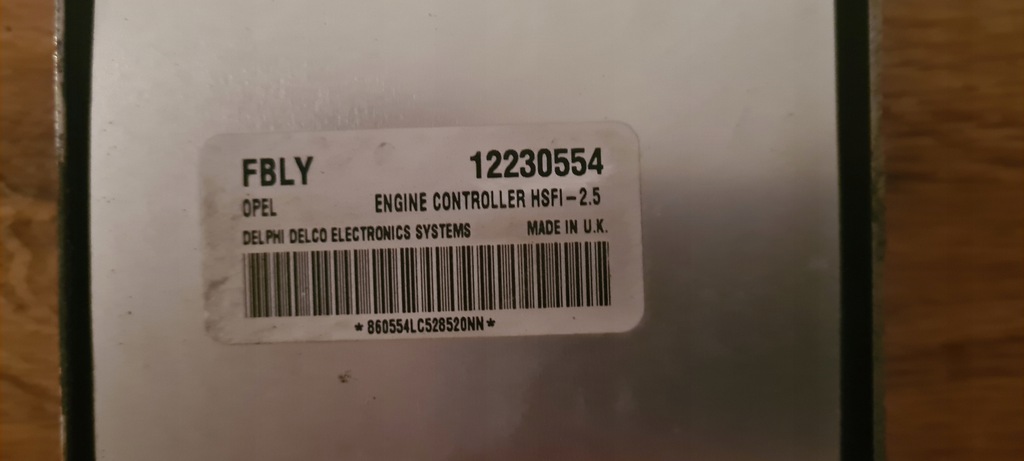 FBLY 12230554
OPEL ENGINE CONTROLLER HSFI-2.5
DELPHI DELCO ELECTRONICS SYSTEMS MADE IN U.K.
*860554LC528520NN*